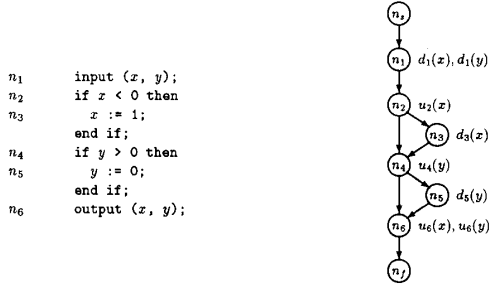 n₁ input (x, y);
n₂ if x < 0 then
n₃ x := 1;
end if;
n₄ if y > 0 then
n₅ y := 0;
end if;
n₆ output (x, y);
nₛ
n₁ d₁(x), d₁(y)
n₂ u₂(x)
n₃ d₃(x)
n₄ u₄(y)
n₅ d₅(y)
n₆ u₆(x), u₆(y)
n_f